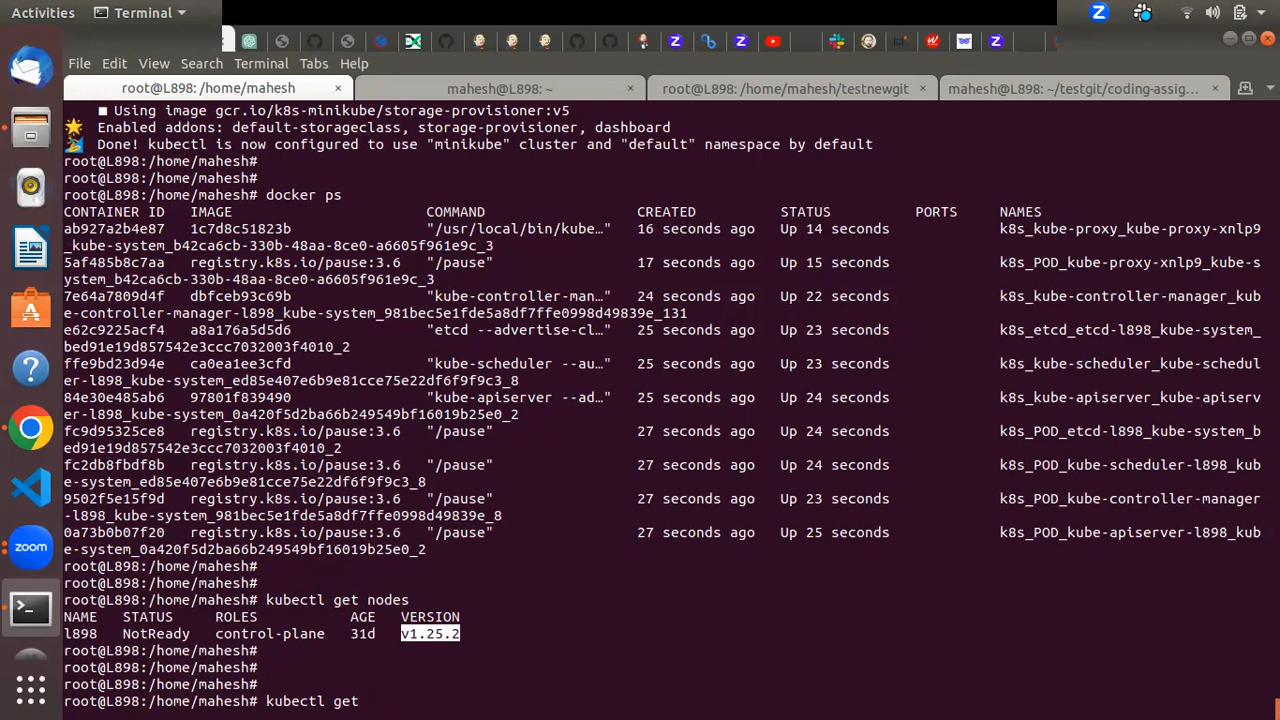 Activities
Terminal
File Edit View Search Terminal Tabs Help
root@L898: /home/mahesh × mahesh@L898: ~ × root@L898: /home/mahesh/testnewgit × mahesh@L898: ~/testgit/coding-assig... ×
■ Using image gcr.io/k8s-minikube/storage-provisioner:v5
Enabled addons: default-storageclass, storage-provisioner, dashboard
Done! kubectl is now configured to use "minikube" cluster and "default" namespace by default
root@L898:/home/mahesh#
root@L898:/home/mahesh#
root@L898:/home/mahesh# docker ps
CONTAINER ID IMAGE COMMAND CREATED STATUS PORTS NAMES
ab927a2b4e87 1c7d8c51823b "/usr/local/bin/kube…" 16 seconds ago Up 14 seconds k8s_kube-proxy_kube-proxy-xnlp9
_kube-system_b42ca6cb-330b-48aa-8ce0-a6605f961e9c_3
5af485b8c7aa registry.k8s.io/pause:3.6 "/pause" 17 seconds ago Up 15 seconds k8s_POD_kube-proxy-xnlp9_kube-s
ystem_b42ca6cb-330b-48aa-8ce0-a6605f961e9c_3
7e64a7809d4f dbfceb93c69b "kube-controller-man…" 24 seconds ago Up 22 seconds k8s_kube-controller-manager_kub
e-controller-manager-l898_kube-system_981bec5e1fde5a8df7ffe0998d49839e_131
e62c9225acf4 a8a176a5d5d6 "etcd --advertise-cl…" 25 seconds ago Up 23 seconds k8s_etcd_etcd-l898_kube-system_
bed91e19d857542e3ccc7032003f4010_2
ffe9bd23d94e ca0ea1ee3cfd "kube-scheduler --au…" 25 seconds ago Up 23 seconds k8s_kube-scheduler_kube-schedul
er-l898_kube-system_ed85e407e6b9e81cce75e22df6f9f9c3_8
84e30e485ab6 97801f839490 "kube-apiserver --ad…" 25 seconds ago Up 24 seconds k8s_kube-apiserver_kube-apiserv
er-l898_kube-system_0a420f5d2ba66b249549bf16019b25e0_2
fc9d95325ce8 registry.k8s.io/pause:3.6 "/pause" 27 seconds ago Up 24 seconds k8s_POD_etcd-l898_kube-system_b
ed91e19d857542e3ccc7032003f4010_2
fc2db8fbdf8b registry.k8s.io/pause:3.6 "/pause" 27 seconds ago Up 24 seconds k8s_POD_kube-scheduler-l898_kub
e-system_ed85e407e6b9e81cce75e22df6f9f9c3_8
9502f5e15f9d registry.k8s.io/pause:3.6 "/pause" 27 seconds ago Up 23 seconds k8s_POD_kube-controller-manager
-l898_kube-system_981bec5e1fde5a8df7ffe0998d49839e_8
0a73b0b07f20 registry.k8s.io/pause:3.6 "/pause" 27 seconds ago Up 25 seconds k8s_POD_kube-apiserver-l898_kub
e-system_0a420f5d2ba66b249549bf16019b25e0_2
root@L898:/home/mahesh#
root@L898:/home/mahesh#
root@L898:/home/mahesh# kubectl get nodes
NAME STATUS ROLES AGE VERSION
l898 NotReady control-plane 31d v1.25.2
root@L898:/home/mahesh#
root@L898:/home/mahesh#
root@L898:/home/mahesh#
root@L898:/home/mahesh# kubectl get
zoom